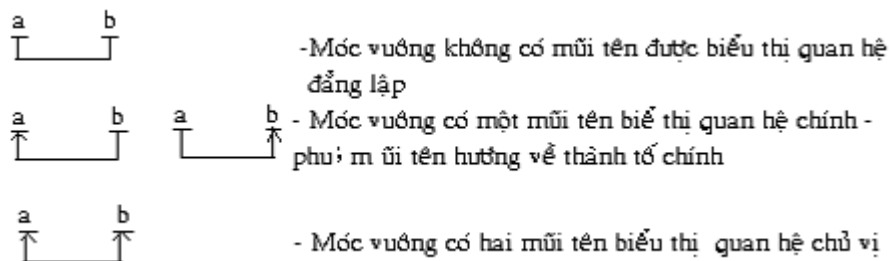 a b
-Móc vuông không có mũi tên được biểu thị quan hệ
đẳng lập
a b a b - Móc vuông có một mũi tên biể thị quan hệ chính -
phu; m ũi tên hướng về thành tố chính
a b
- Móc vuông có hai mũi tên biểu thị quan hệ chủ vị